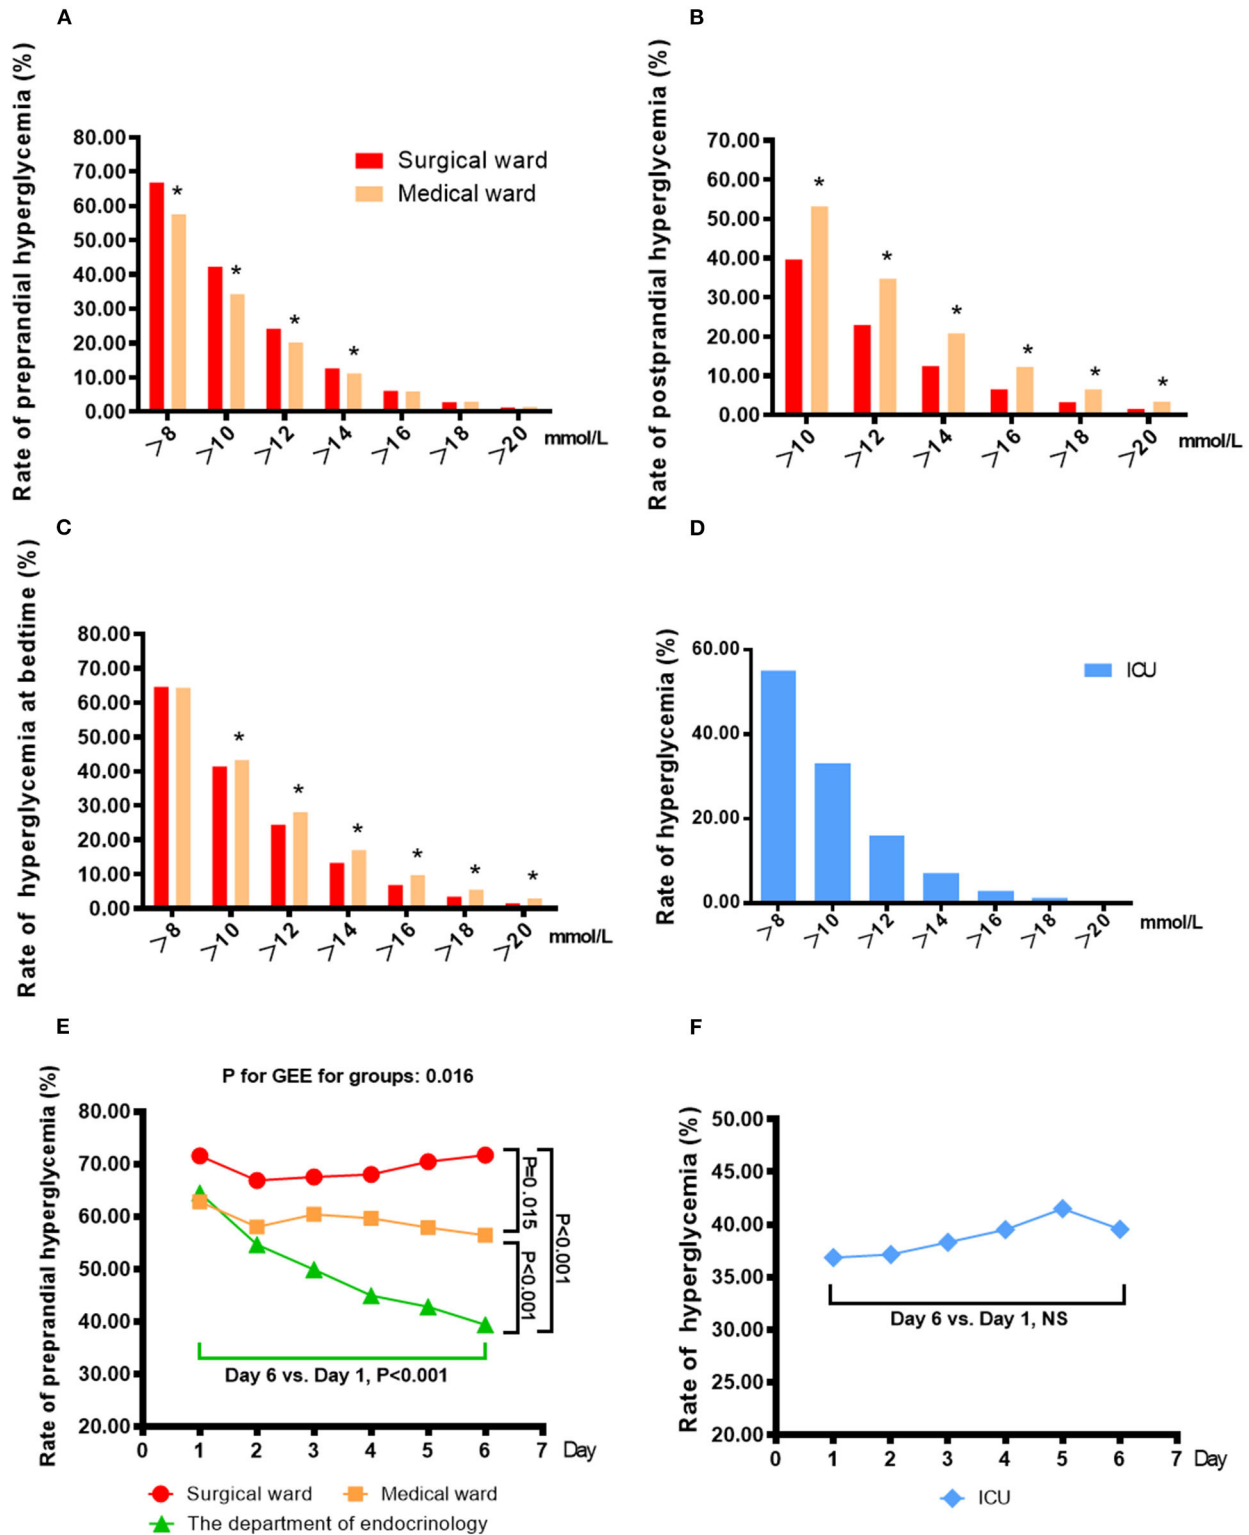 A
Rate of preprandial hyperglycemia (%)
80.00
70.00
60.00
50.00
40.00
30.00
20.00
10.00
0.00
Surgical ward
Medical ward
*
*
*
*
>8
>10
>12
>14
>16
>18
>20
mmol/L
B
Rate of postprandial hyperglycemia (%)
70.00
60.00
50.00
40.00
30.00
20.00
10.00
0.00
*
*
*
*
*
*
>10
>12
>14
>16
>18
>20
mmol/L
C
Rate of hyperglycemia at bedtime (%)
80.00
70.00
60.00
50.00
40.00
30.00
20.00
10.00
0.00
*
*
*
*
*
*
>8
>10
>12
>14
>16
>18
>20
mmol/L
D
Rate of hyperglycemia (%)
60.00
40.00
20.00
0.00
ICU
>8
>10
>12
>14
>16
>18
>20
mmol/L
E
Rate of preprandial hyperglycemia (%)
P for GEE for groups: 0.016
80.00
70.00
60.00
50.00
40.00
30.00
20.00
P=0.015
P<0.001
P<0.001
Day 6 vs. Day 1, P<0.001
0 1 2 3 4 5 6 7 Day
Surgical ward Medical ward
The department of endocrinology
F
Rate of hyperglycemia (%)
50.00
45.00
40.00
35.00
30.00
25.00
20.00
Day 6 vs. Day 1, NS
0 1 2 3 4 5 6 7 Day
ICU